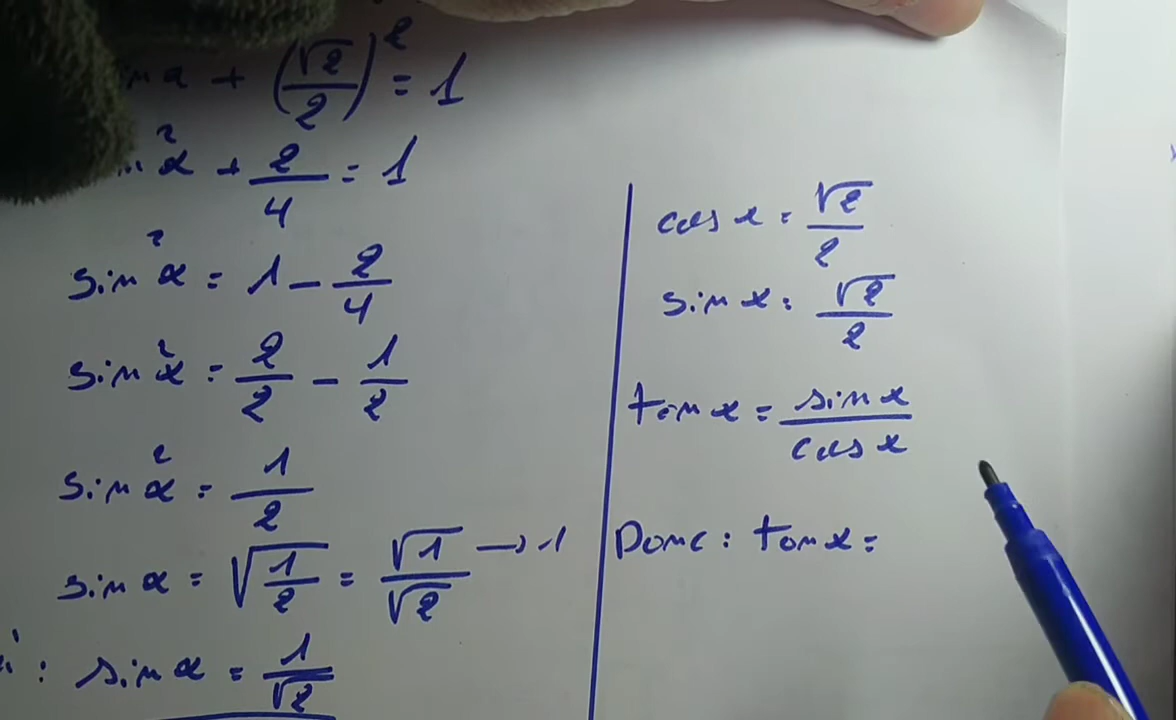 + (√2/2)² = 1
α² + 2/4 = 1
sin²α = 1 - 2/4
sin²α = 2/2 - 1/2
sin²α = 1/2
sin α = √(1/2) = √1/√2 → 1
: sin α = 1/√2
cos x = √2/2
sin x = √2/2
tan x = sin x/cos x
Donc : tan x =